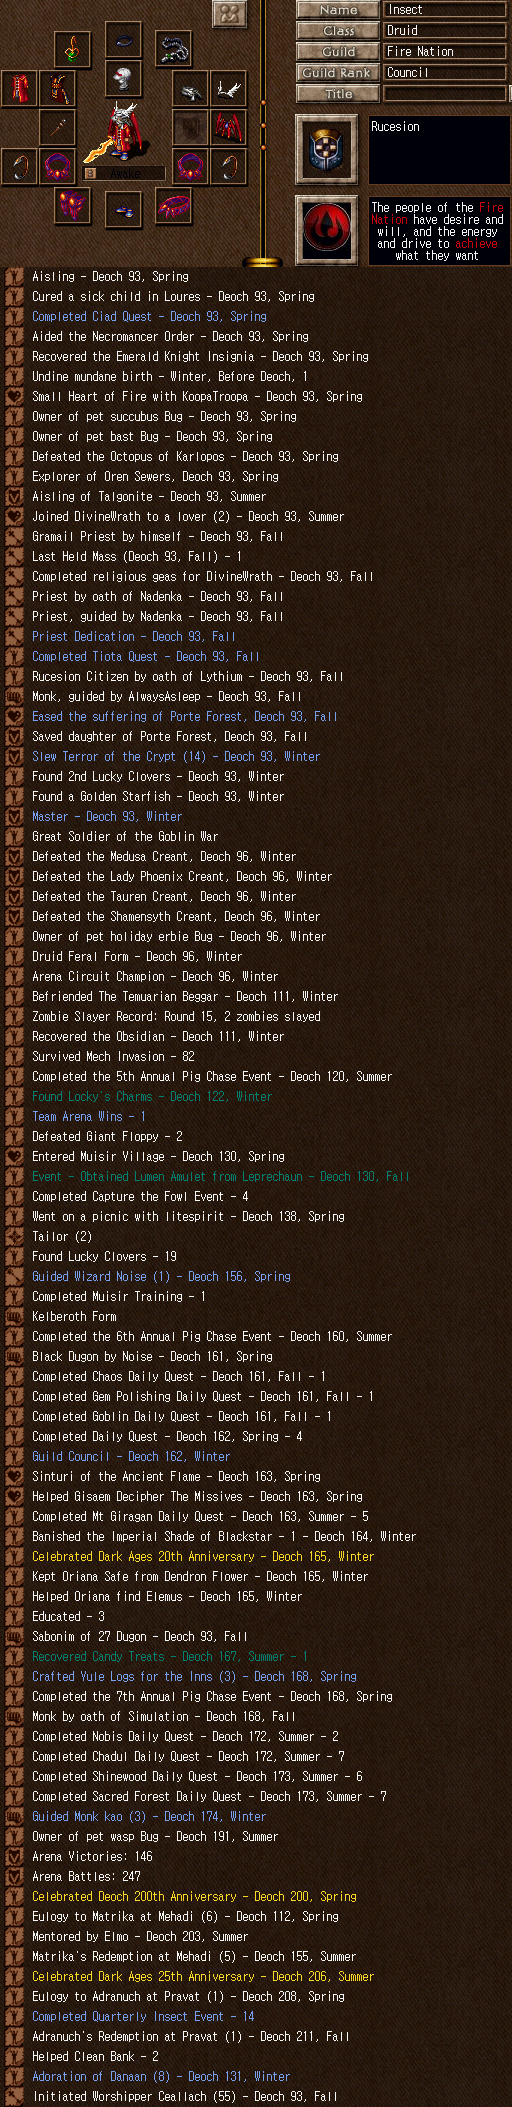 Name
Insect
Class
Druid
Guild
Fire Nation
Guild Rank
Council
Title
Awake
Rucesion
The people of the Fire
Nation have desire and
will, and the energy
and drive to achieve
what they want
Aisling - Deoch 93, Spring
Cured a sick child in Loures - Deoch 93, Spring
Completed Ciad Quest - Deoch 93, Spring
Aided the Necromancer Order - Deoch 93, Spring
Recovered the Emerald Knight Insignia - Deoch 93, Spring
Undine mundane birth - Winter, Before Deoch, 1
Small Heart of Fire with KoopaTroopa - Deoch 93, Spring
Owner of pet succubus Bug - Deoch 93, Spring
Owner of pet bast Bug - Deoch 93, Spring
Defeated the Octopus of Karlopos - Deoch 93, Spring
Explorer of Oren Sewers, Deoch 93, Spring
Aisling of Talgonite - Deoch 93, Summer
Joined DivineWrath to a lover (2) - Deoch 93, Summer
Gramail Priest by himself - Deoch 93, Fall
Last Held Mass (Deoch 93, Fall) - 1
Completed religious geas for DivineWrath - Deoch 93, Fall
Priest by oath of Nadenka - Deoch 93, Fall
Priest, guided by Nadenka - Deoch 93, Fall
Priest Dedication - Deoch 93, Fall
Completed Tiota Quest - Deoch 93, Fall
Rucesion Citizen by oath of Lythium - Deoch 93, Fall
Monk, guided by AlwaysAsleep - Deoch 93, Fall
Eased the suffering of Porte Forest, Deoch 93, Fall
Saved daughter of Porte Forest, Deoch 93, Fall
Slew Terror of the Crypt (14) - Deoch 93, Winter
Found 2nd Lucky Clovers - Deoch 93, Winter
Found a Golden Starfish - Deoch 93, Winter
Master - Deoch 93, Winter
Great Soldier of the Goblin War
Defeated the Medusa Creant, Deoch 96, Winter
Defeated the Lady Phoenix Creant, Deoch 96, Winter
Defeated the Tauren Creant, Deoch 96, Winter
Defeated the Shamensyth Creant, Deoch 96, Winter
Owner of pet holiday erbie Bug - Deoch 96, Winter
Druid Feral Form - Deoch 96, Winter
Arena Circuit Champion - Deoch 96, Winter
Befriended The Temuarian Beggar - Deoch 111, Winter
Zombie Slayer Record: Round 15, 2 zombies slayed
Recovered the Obsidian - Deoch 111, Winter
Survived Mech Invasion - 82
Completed the 5th Annual Pig Chase Event - Deoch 120, Summer
Found Locky's Charms - Deoch 122, Winter
Team Arena Wins - 1
Defeated Giant Floppy - 2
Entered Muisir Village - Deoch 130, Spring
Event - Obtained Lumen Amulet from Leprechaun - Deoch 130, Fall
Completed Capture the Fowl Event - 4
Went on a picnic with litespirit - Deoch 138, Spring
Tailor (2)
Found Lucky Clovers - 19
Guided Wizard Noise (1) - Deoch 156, Spring
Completed Muisir Training - 1
Kelberoth Form
Completed the 6th Annual Pig Chase Event - Deoch 160, Summer
Black Dugon by Noise - Deoch 161, Spring
Completed Chaos Daily Quest - Deoch 161, Fall - 1
Completed Gem Polishing Daily Quest - Deoch 161, Fall - 1
Completed Goblin Daily Quest - Deoch 161, Fall - 1
Completed Daily Quest - Deoch 162, Spring - 4
Guild Council - Deoch 162, Winter
Sinturi of the Ancient Flame - Deoch 163, Spring
Helped Gisaem Decipher The Missives - Deoch 163, Spring
Completed Mt Giragan Daily Quest - Deoch 163, Summer - 5
Banished the Imperial Shade of Blackstar - 1 - Deoch 164, Winter
Celebrated Dark Ages 20th Anniversary - Deoch 165, Winter
Kept Oriana Safe from Dendron Flower - Deoch 165, Winter
Helped Oriana find Elemus - Deoch 165, Winter
Educated - 3
Sabonim of 27 Dugon - Deoch 93, Fall
Recovered Candy Treats - Deoch 167, Summer - 1
Crafted Yule Logs for the Inns (3) - Deoch 168, Spring
Completed the 7th Annual Pig Chase Event - Deoch 168, Spring
Monk by oath of Simulation - Deoch 168, Fall
Completed Nobis Daily Quest - Deoch 172, Summer - 2
Completed Chadul Daily Quest - Deoch 172, Summer - 7
Completed Shinewood Daily Quest - Deoch 173, Summer - 6
Completed Sacred Forest Daily Quest - Deoch 173, Summer - 7
Guided Monk kao (3) - Deoch 174, Winter
Owner of pet wasp Bug - Deoch 191, Summer
Arena Victories: 146
Arena Battles: 247
Celebrated Deoch 200th Anniversary - Deoch 200, Spring
Eulogy to Matrika at Mehadi (6) - Deoch 112, Spring
Mentored by Elmo - Deoch 203, Summer
Matrika's Redemption at Mehadi (5) - Deoch 155, Summer
Celebrated Dark Ages 25th Anniversary - Deoch 206, Summer
Eulogy to Adranuch at Pravat (1) - Deoch 208, Spring
Completed Quarterly Insect Event - 14
Adranuch's Redemption at Pravat (1) - Deoch 211, Fall
Helped Clean Bank - 2
Adoration of Danaan (8) - Deoch 131, Winter
Initiated Worshipper Ceallach (55) - Deoch 93, Fall